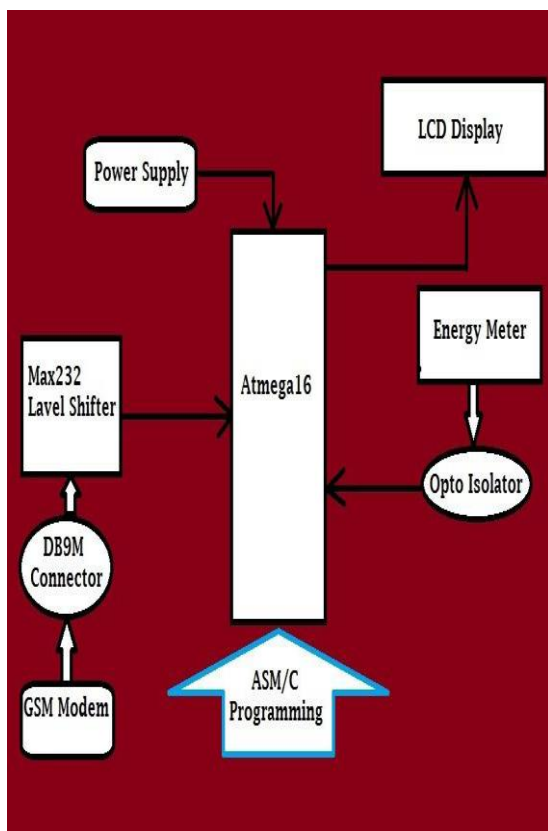 LCD Display
Power Supply
Energy Meter
Max232
Lavel Shifter
Atmega16
Opto Isolator
DB9M
Connector
GSM Modem
ASM/C
Programming